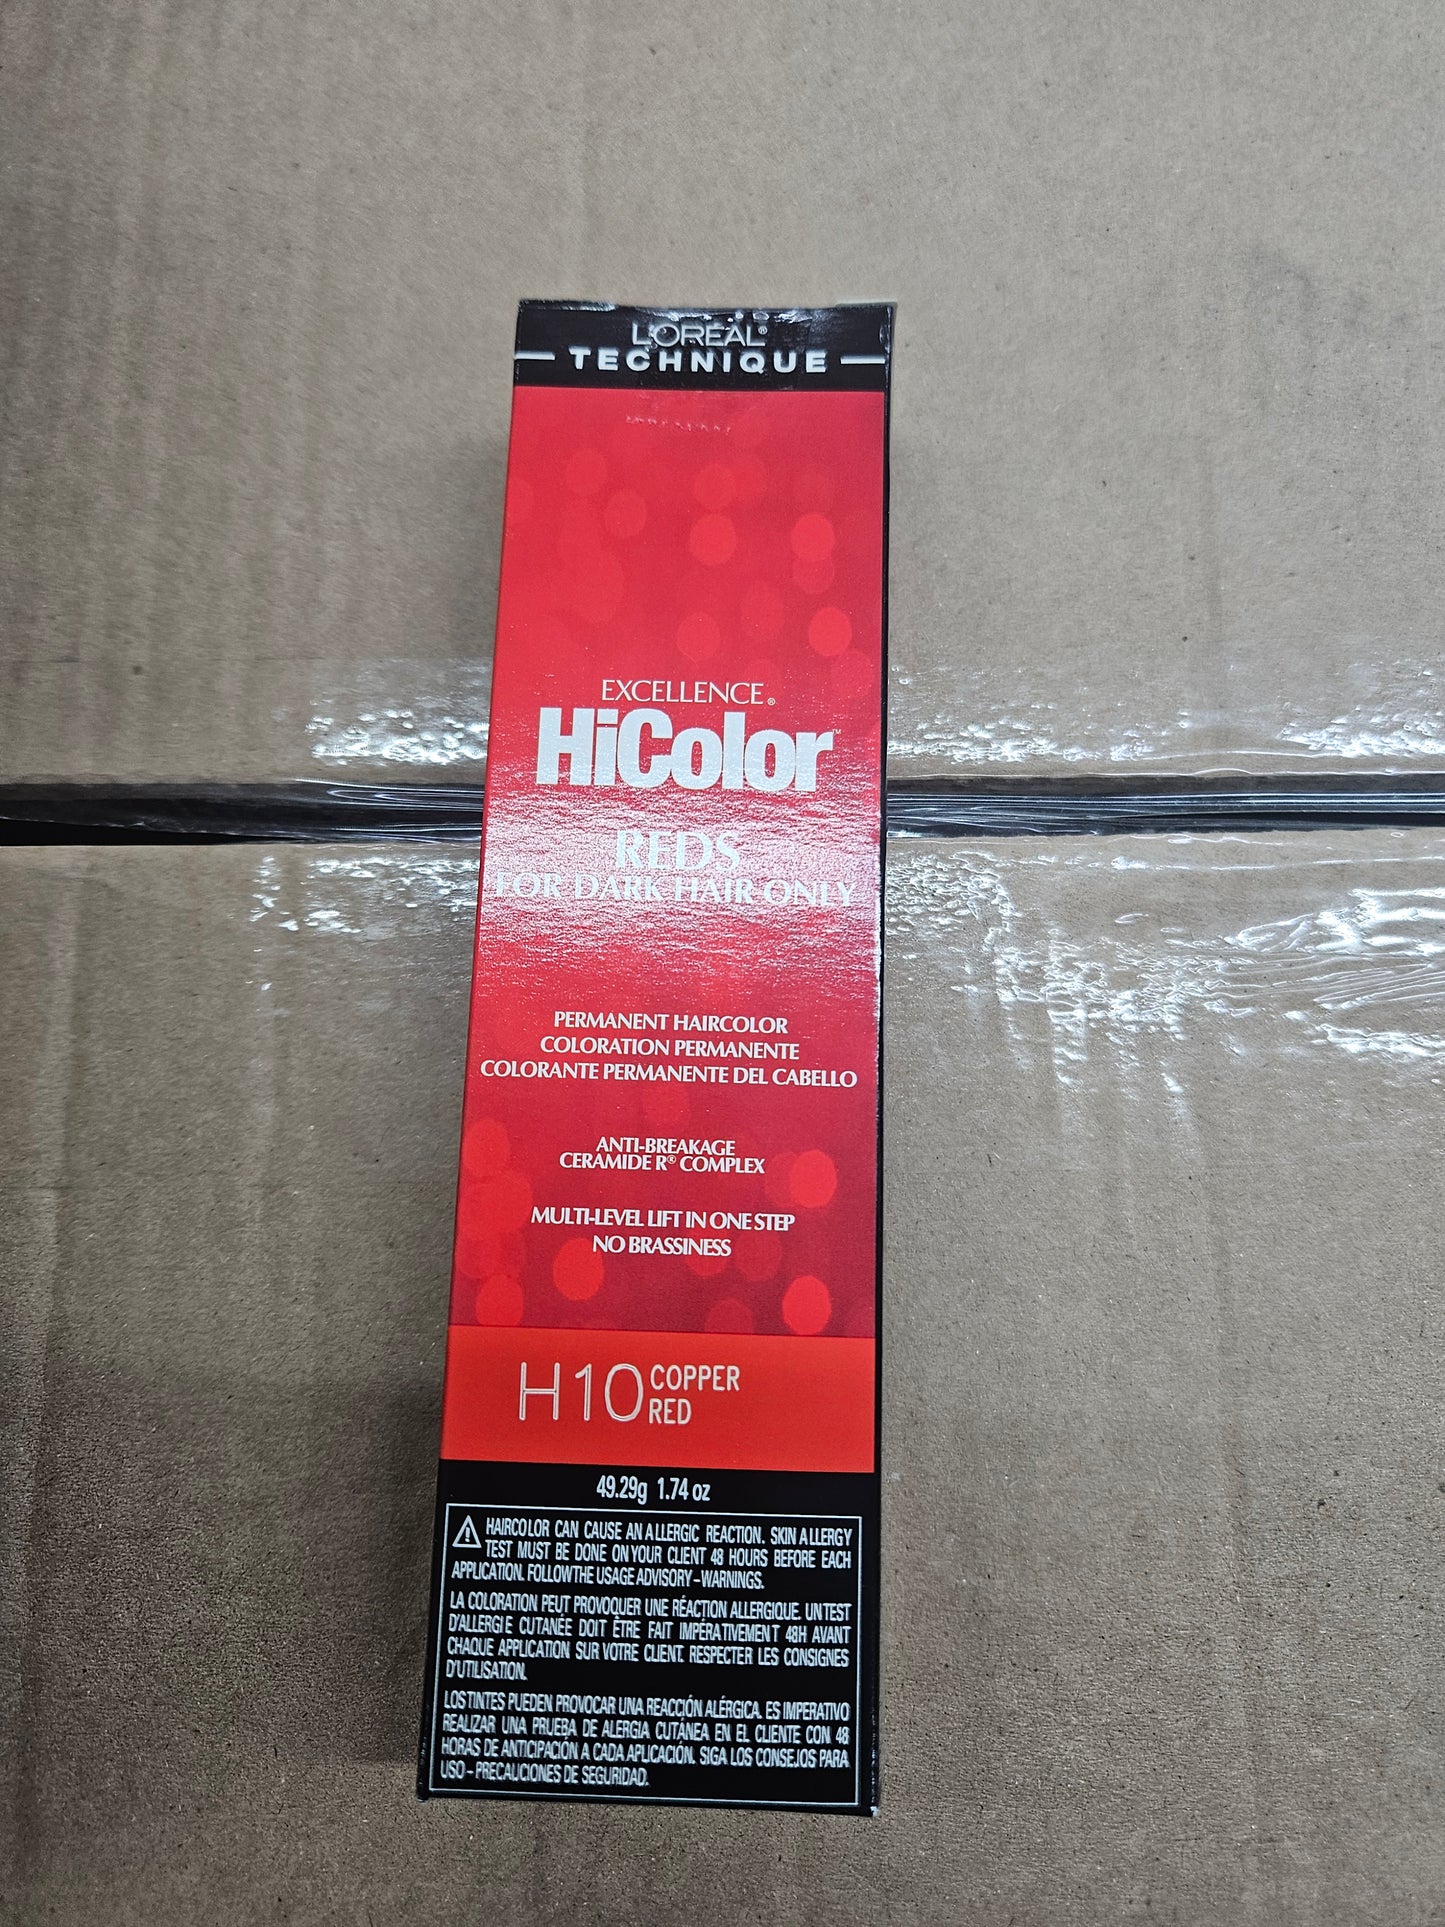 L'ORÉAL®
TECHNIQUE
EXCELLENCE®
HiColor™
REDS
FOR DARK HAIR ONLY
PERMANENT HAIRCOLOR
COLORATION PERMANENTE
COLORANTE PERMANENTE DEL CABELLO
ANTI-BREAKAGE
CERAMIDE R® COMPLEX
MULTI-LEVEL LIFT IN ONE STEP
NO BRASSINESS
H10 COPPER
RED
49.29g 1.74 oz
HAIRCOLOR CAN CAUSE AN ALLERGIC REACTION. SKIN ALLERGY
TEST MUST BE DONE ON YOUR CLIENT 48 HOURS BEFORE EACH
APPLICATION. FOLLOW THE USAGE ADVISORY – WARNINGS.
LA COLORATION PEUT PROVOQUER UNE RÉACTION ALLERGIQUE. UN TEST
D'ALLERGIE CUTANÉE DOIT ÊTRE FAIT IMPÉRATIVEMENT 48H AVANT
CHAQUE APPLICATION SUR VOTRE CLIENT. RESPECTER LES CONSIGNES
D'UTILISATION.
LOS TINTES PUEDEN PROVOCAR UNA REACCIÓN ALÉRGICA. ES IMPERATIVO
REALIZAR UNA PRUEBA DE ALERGIA CUTÁNEA EN EL CLIENTE CON 48
HORAS DE ANTICIPACIÓN A CADA APLICACIÓN. SIGA LOS CONSEJOS PARA
USO – PRECAUCIONES DE SEGURIDAD.